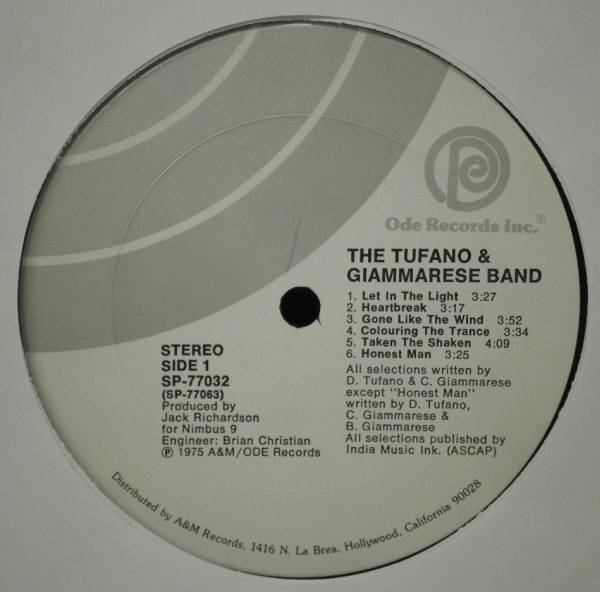 Ode Records Inc.®
THE TUFANO &
GIAMMARESE BAND
1. Let In The Light 3:27
2. Heartbreak 3:17
3. Gone Like The Wind 3:52
4. Colouring The Trance 3:34
5. Taken The Shaken 4:09
6. Honest Man 3:25
All selections written by
D. Tufano & C. Giammarese
except "Honest Man"
written by D. Tufano,
C. Giammarese &
B. Giammarese
All selections published by
India Music Ink. (ASCAP)
STEREO
SIDE 1
SP-77032
(SP-77063)
Produced by
Jack Richardson
for Nimbus 9
Engineer: Brian Christian
℗ 1975 A&M/ODE Records
Distributed by A&M Records, 1416 N. La Brea, Hollywood, California 90028